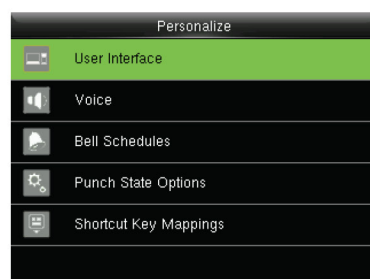 Personalize
User Interface
Voice
Bell Schedules
Punch State Options
Shortcut Key Mappings